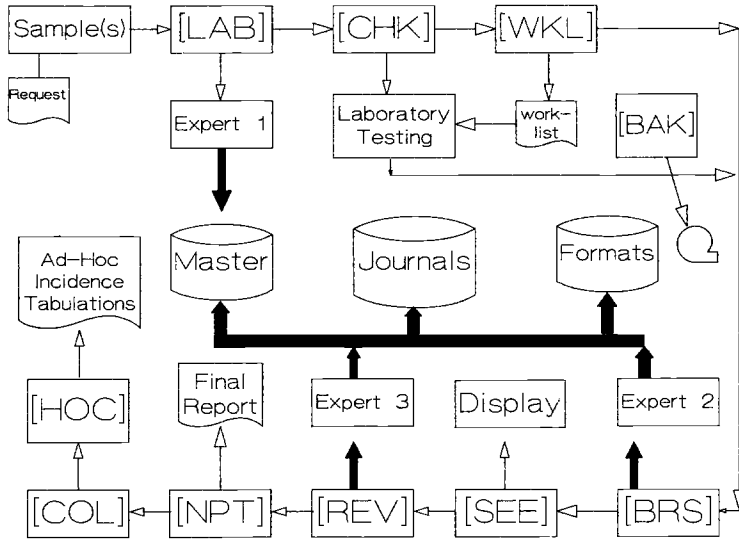 Sample(s)
[LAB]
[CHK]
[WKL]
Request
Expert 1
Laboratory
Testing
work-
list
[BAK]
Master
Journals
Formats
Ad-Hoc
Incidence
Tabulations
Final
Report
Expert 3
Display
Expert 2
[HOC]
[COL]
[NPT]
[REV]
[SEE]
[BRS]